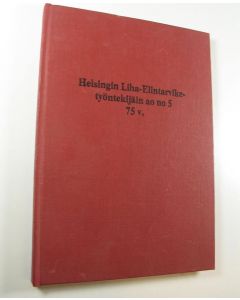 Helsingin Liha-Elintarvike-
työntekijäin ao no 5
75 v,